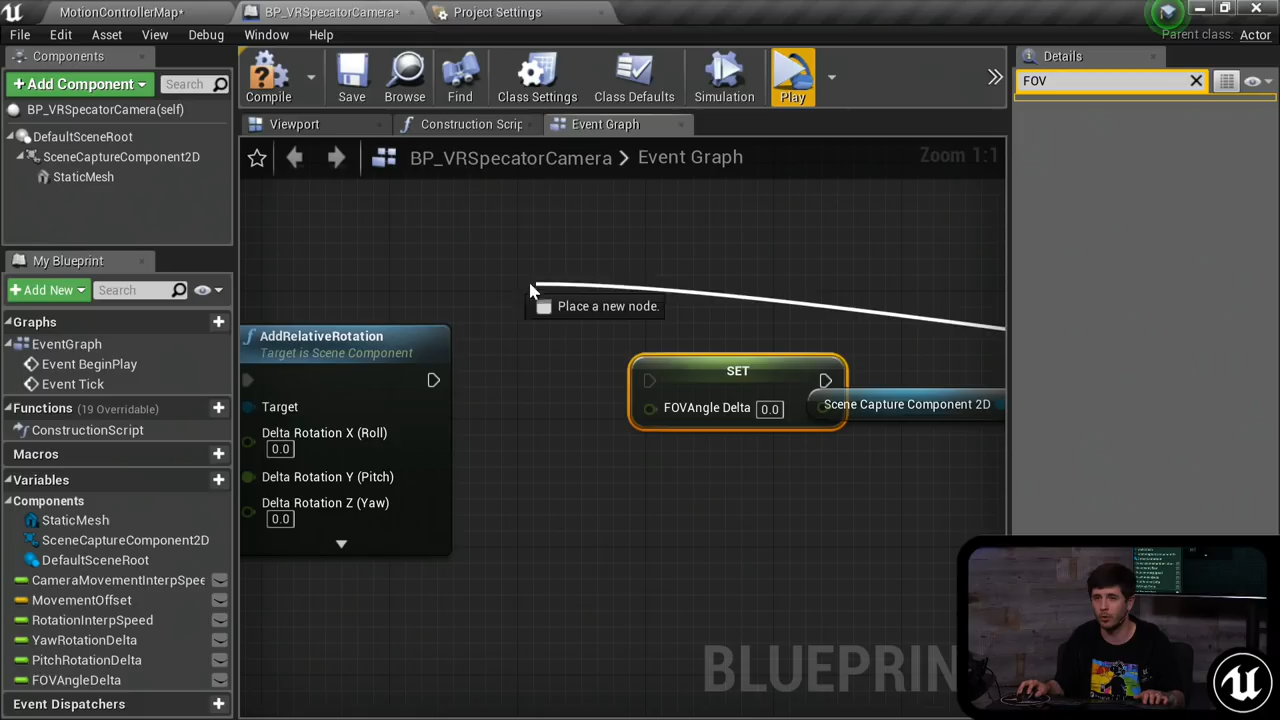 MotionControllerMap*
BP_VRSpecatorCamera*
Project Settings
File Edit Asset View Debug Window Help
Parent class: Actor
Components
+Add Component
Search
BP_VRSpecatorCamera(self)
DefaultSceneRoot
SceneCaptureComponent2D
StaticMesh
My Blueprint
+Add New
Search
Graphs
EventGraph
Event BeginPlay
Event Tick
Functions (19 Overridable)
ConstructionScript
Macros
Variables
Components
StaticMesh
SceneCaptureComponent2D
DefaultSceneRoot
CameraMovementInterpSpee
MovementOffset
RotationInterpSpeed
YawRotationDelta
PitchRotationDelta
FOVAngleDelta
Event Dispatchers
Compile Save Browse Find Class Settings Class Defaults Simulation Play
Viewport
Construction Scrip
Event Graph
BP_VRSpecatorCamera > Event Graph
Zoom 1:1
Place a new node.
AddRelativeRotation
Target is Scene Component
Target
Delta Rotation X (Roll)
0.0
Delta Rotation Y (Pitch)
Delta Rotation Z (Yaw)
0.0
SET
FOVAngle Delta 0.0
Scene Capture Component 2D
BLUEPRIN
Details
FOV